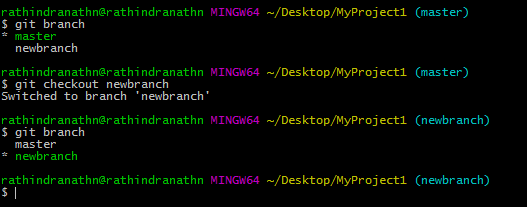 rathindranathn@rathindranathn MINGW64 ~/Desktop/MyProject1 (master)
$ git branch
* master
  newbranch
rathindranathn@rathindranathn MINGW64 ~/Desktop/MyProject1 (master)
$ git checkout newbranch
Switched to branch 'newbranch'
rathindranathn@rathindranathn MINGW64 ~/Desktop/MyProject1 (newbranch)
$ git branch
  master
* newbranch
rathindranathn@rathindranathn MINGW64 ~/Desktop/MyProject1 (newbranch)
$